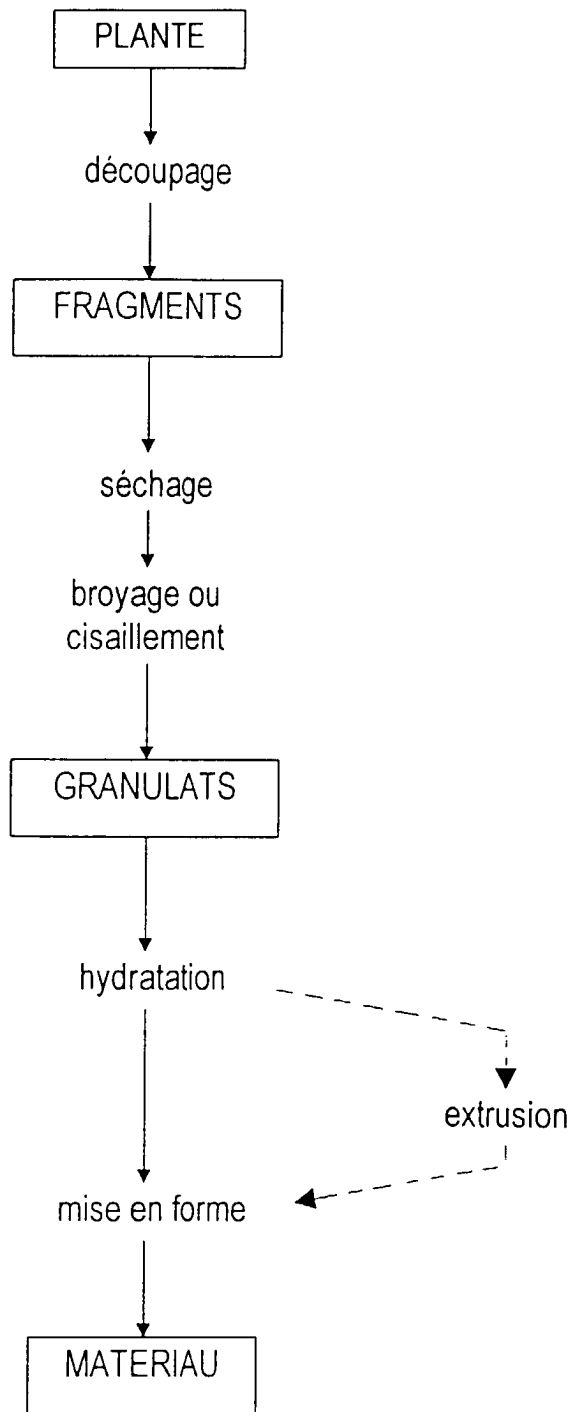 PLANTE
découpage
FRAGMENTS
séchage
broyage ou
cisaillement
GRANULATS
hydratation
extrusion
mise en forme
MATERIAU